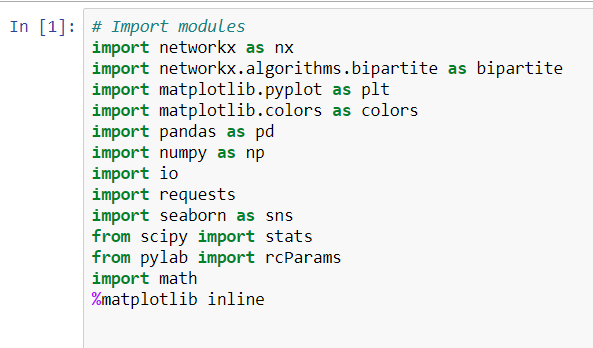 In [1]: # Import modules
import networkx as nx
import networkx.algorithms.bipartite as bipartite
import matplotlib.pyplot as plt
import matplotlib.colors as colors
import pandas as pd
import numpy as np
import io
import requests
import seaborn as sns
from scipy import stats
from pylab import rcParams
import math
%matplotlib inline